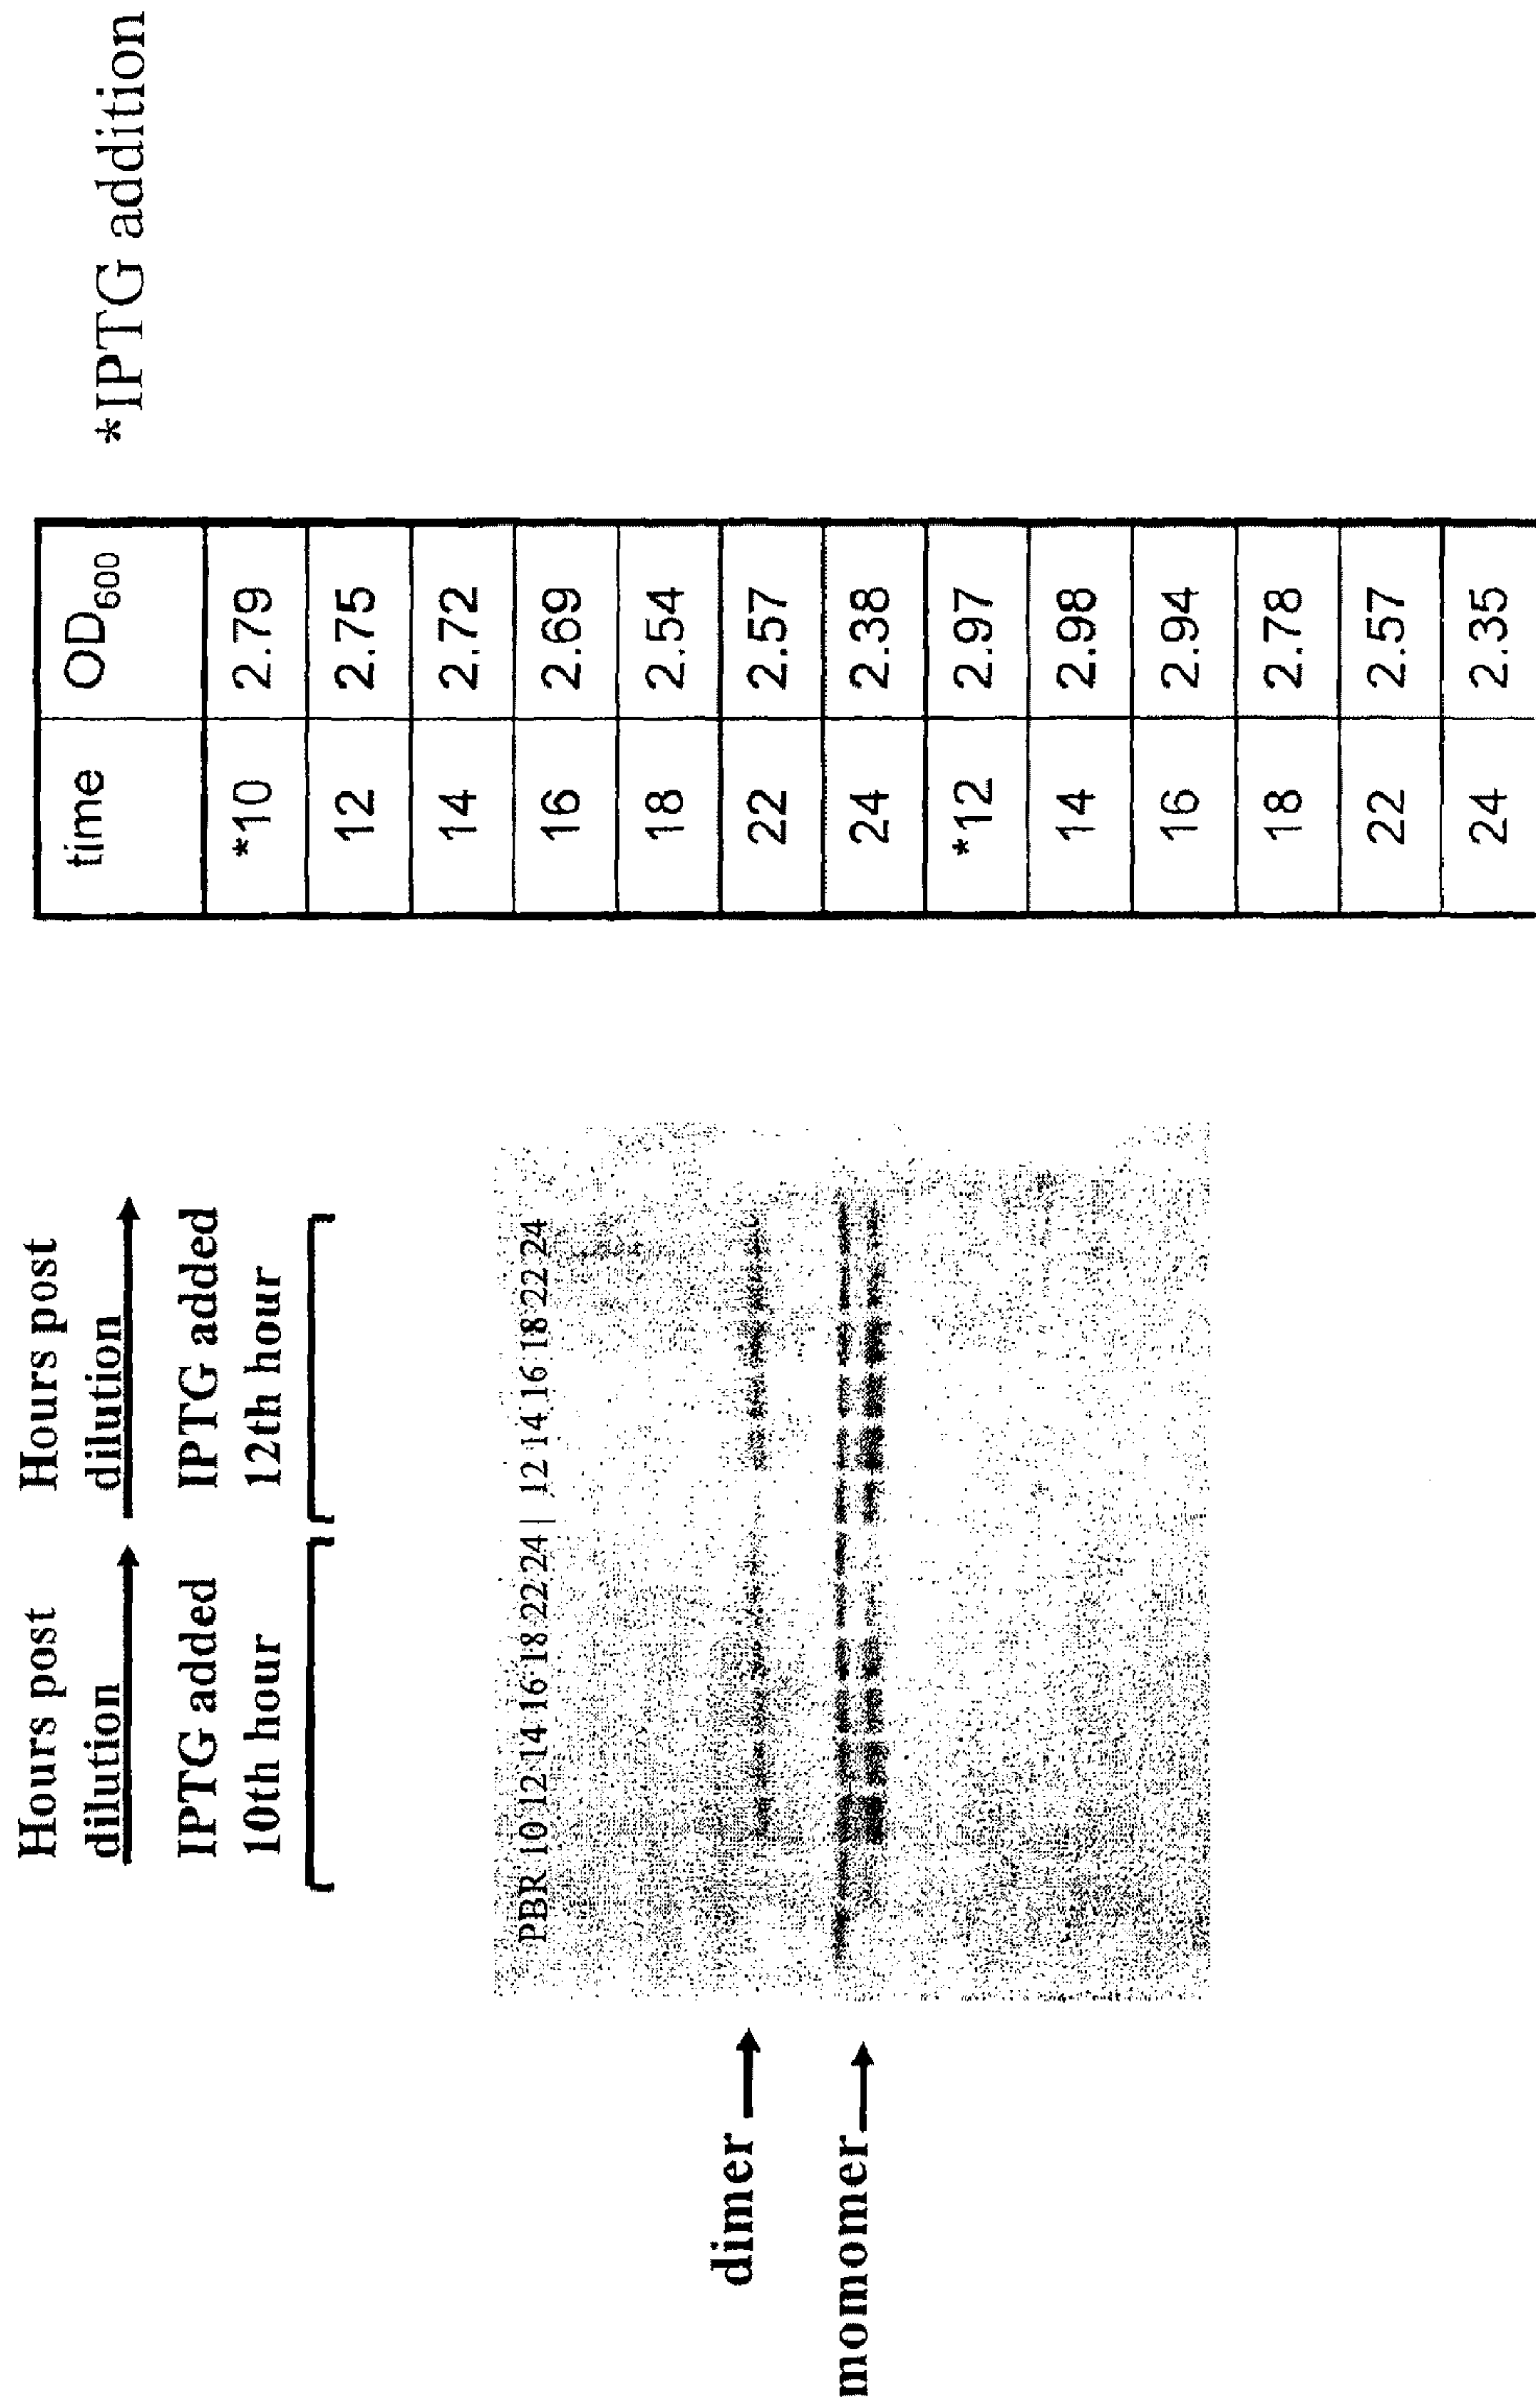 Hours post
dilution
IPTG added
10th hour
Hours post
dilution
IPTG added
12th hour
PBR 10 12 14 16 18 22 24 | 12 14 16 18 22 24
dimer
momomer
time OD600
*10 2.79
12 2.75
14 2.72
16 2.69
18 2.54
22 2.57
24 2.38
*12 2.97
14 2.98
16 2.94
18 2.78
22 2.57
24 2.35
*IPTG addition